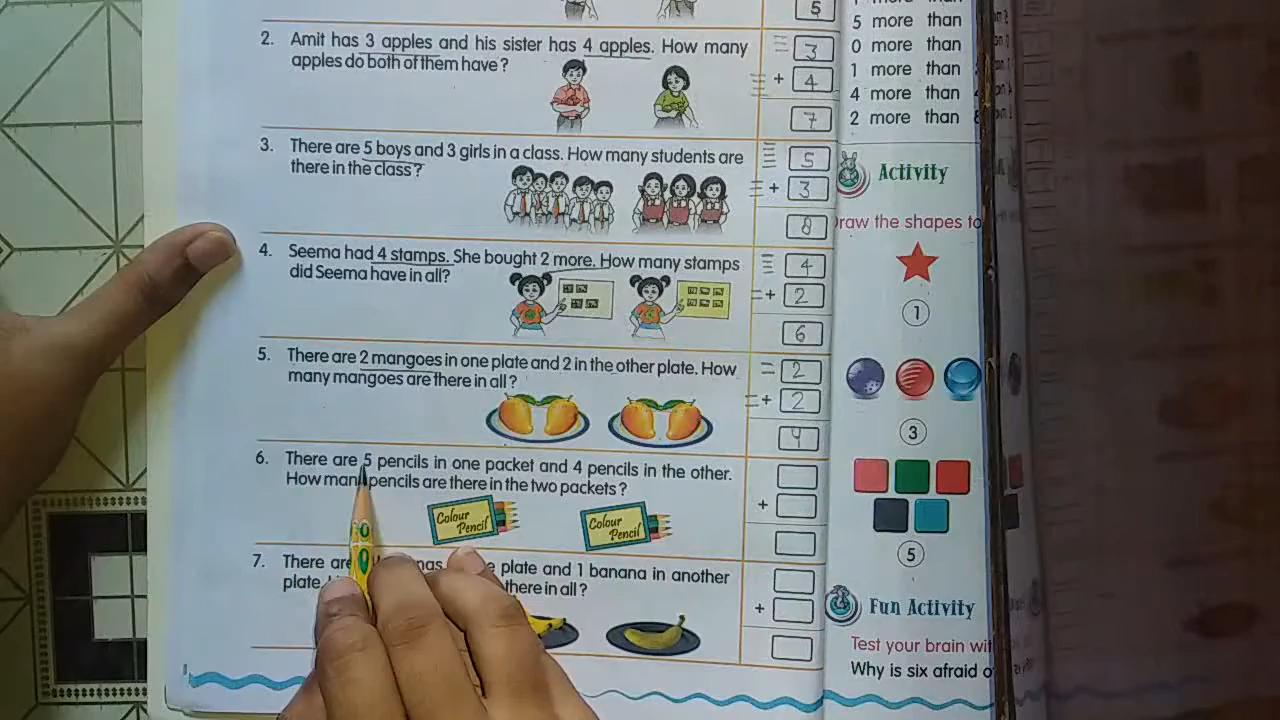 5
2. Amit has 3 apples and his sister has 4 apples. How many
apples do both of them have?
3
+ 4
7
3. There are 5 boys and 3 girls in a class. How many students are
there in the class?
5
+ 3
8
4. Seema had 4 stamps. She bought 2 more. How many stamps
did Seema have in all?
4
+ 2
6
5. There are 2 mangoes in one plate and 2 in the other plate. How
many mangoes are there in all?
2
+ 2
4
6. There are 5 pencils in one packet and 4 pencils in the other.
How many pencils are there in the two packets?
+
Colour
Pencil
Colour
Pencil
7. There are plate and 1 banana in another
plate. there in all?
+
5 more than
0 more than
1 more than
4 more than
2 more than
Activity
Draw the shapes to
1
3
5
Fun Activity
Test your brain wit
Why is six afraid o